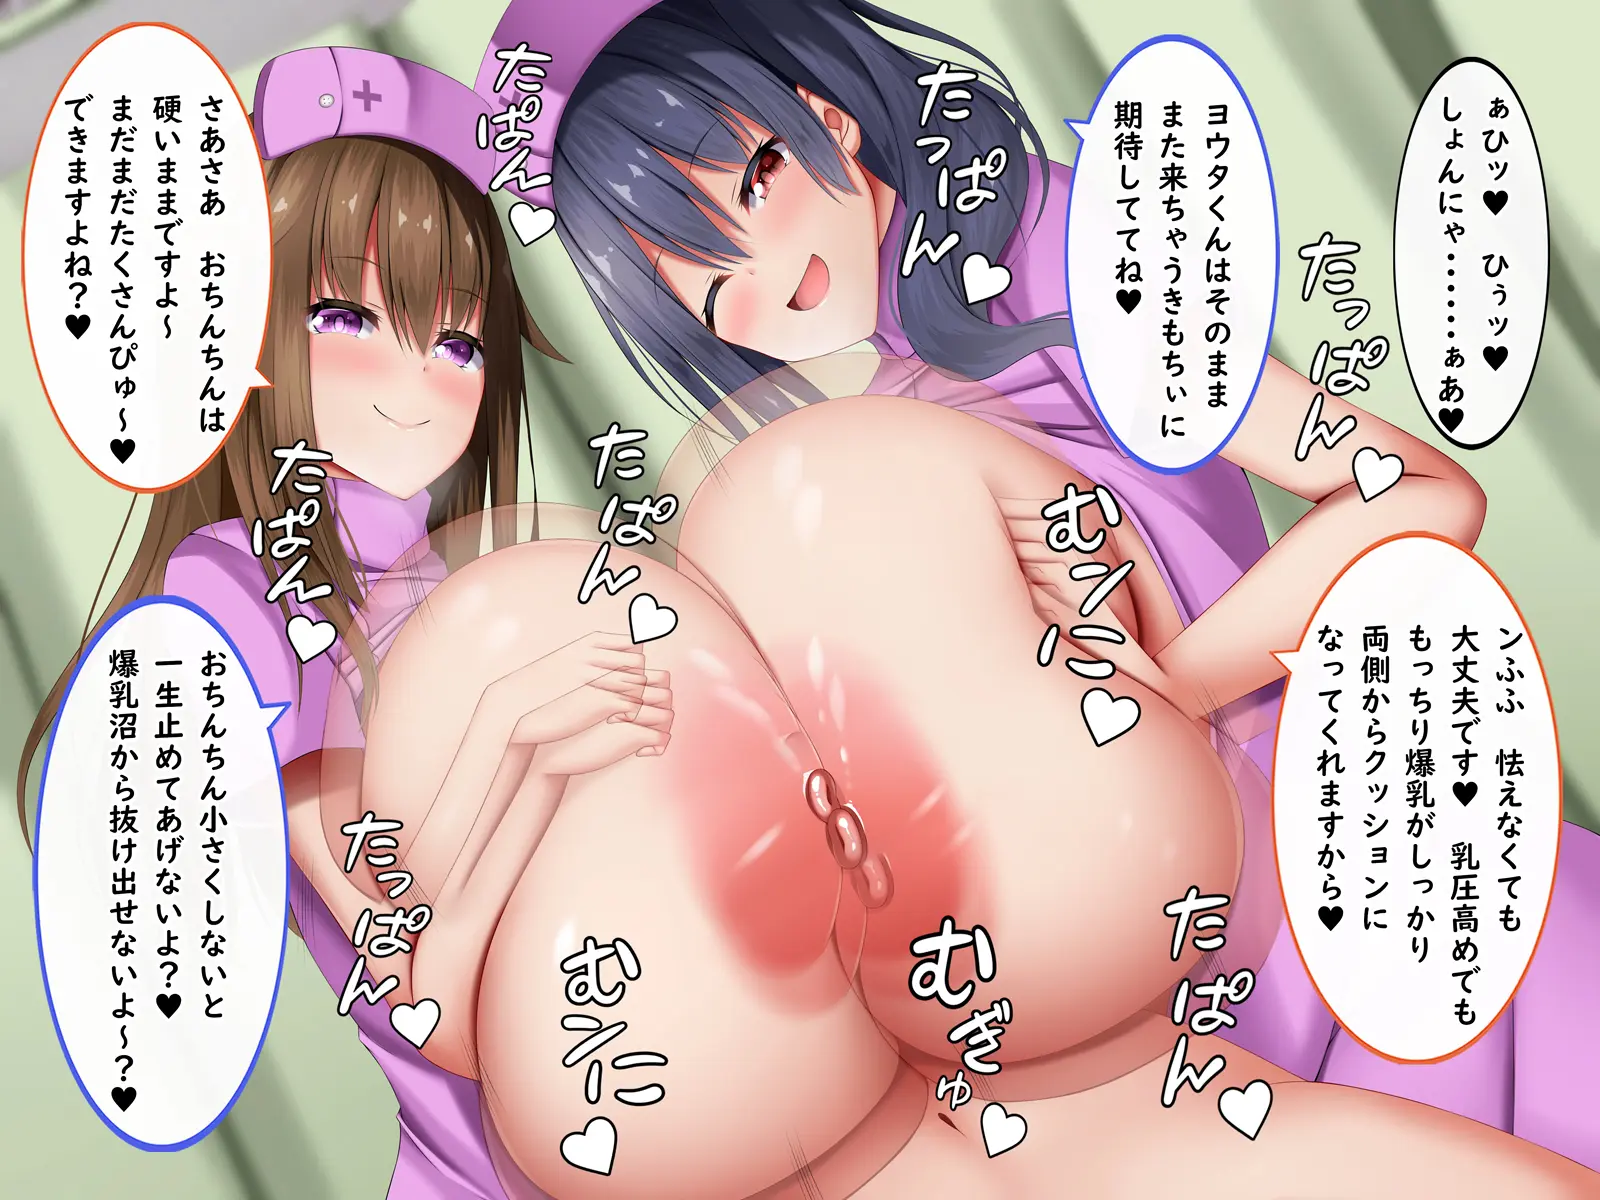 ぁひッ♥ ひぅッ♥
しょんにゃ・・・・・・・ぁあ♥
ヨウタくんはそのまま
また来ちゃうきもちぃに
期待しててね♥
さあさあ おちんちんは
硬いままですよ～
まだまだたくさんぴゅ～♥
できますよね？♥
ンふふ 怯えなくても
大丈夫です♥ 乳圧高めでも
もっちり爆乳がしっかり
両側からクッションに
なってくれますから♥
おちんちん小さくしないと
一生止めてあげないよ？♥
爆乳沼から抜け出せないよ～？♥
たぱん♡
たっぱん♡
たっぱん♡
たぱん♡
たぱん♡
むンに♡
たっぱん♡
むンに♡
むぎゅ♡
たぱん♡